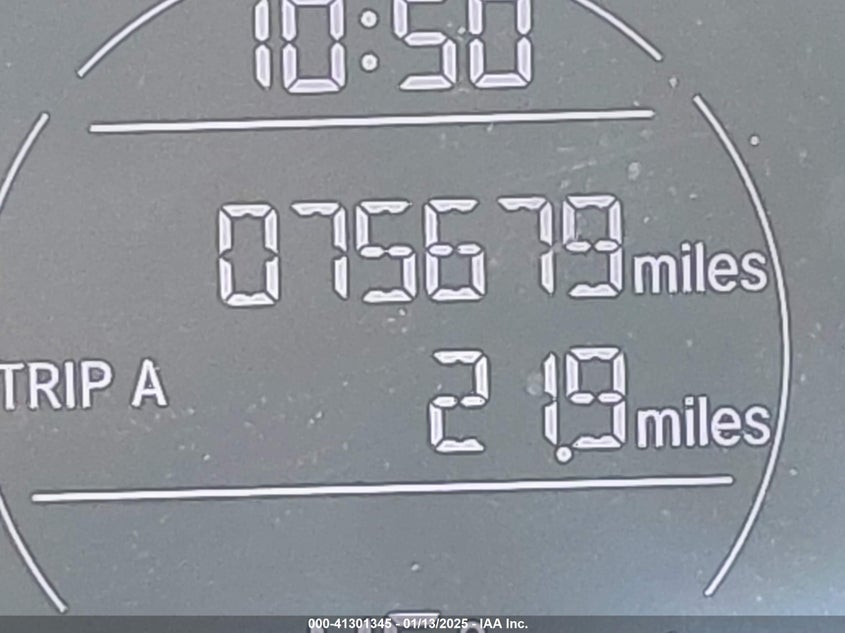 10:50
075679 miles
TRIP A 21.9 miles
000-41301345 - 01/13/2025 - IAA Inc.